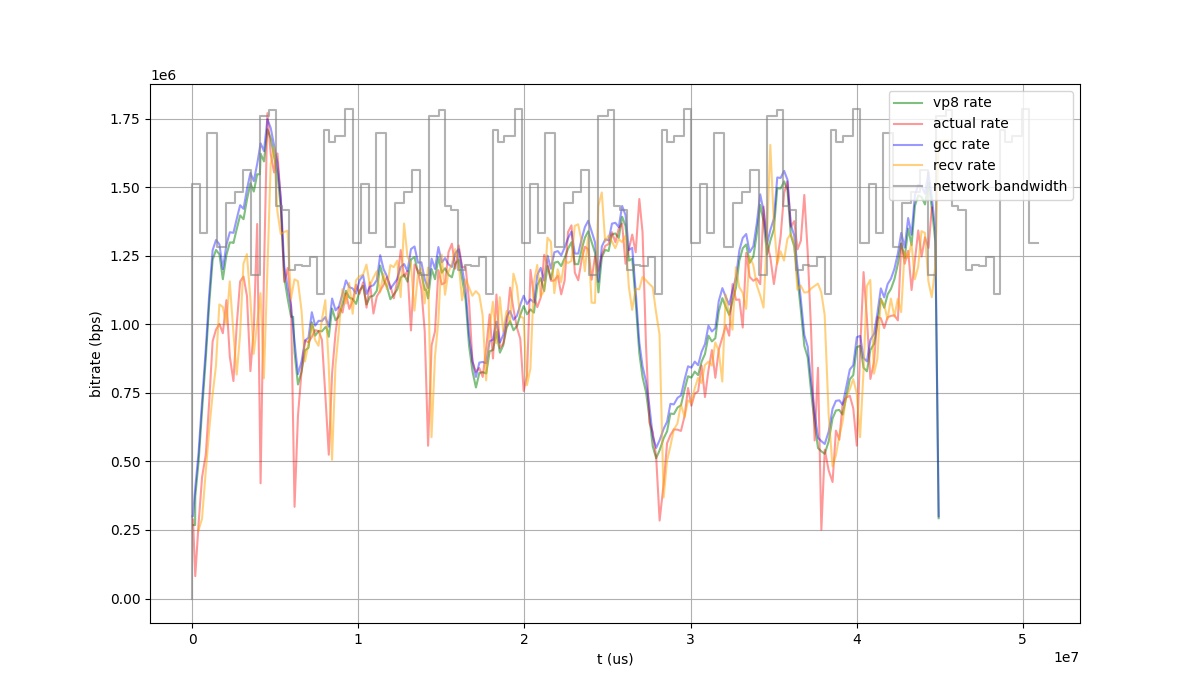 1e6
vp8 rate
actual rate
gcc rate
recv rate
network bandwidth
1.75
1.50
1.25
1.00
0.75
0.50
0.25
0.00
bitrate (bps)
0 1 2 3 4 5
t (us)
1e7